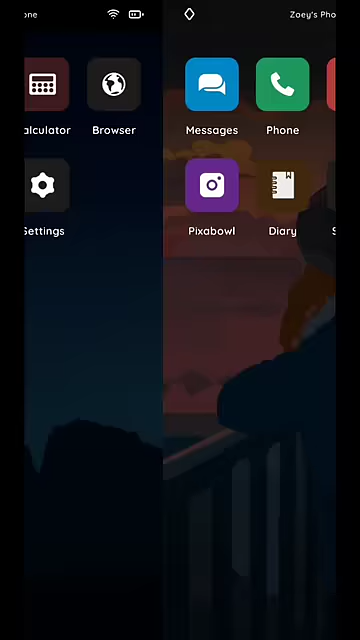 one
Zoey's Pho
alculator Browser
Messages Phone
Settings
Pixabowl Diary S